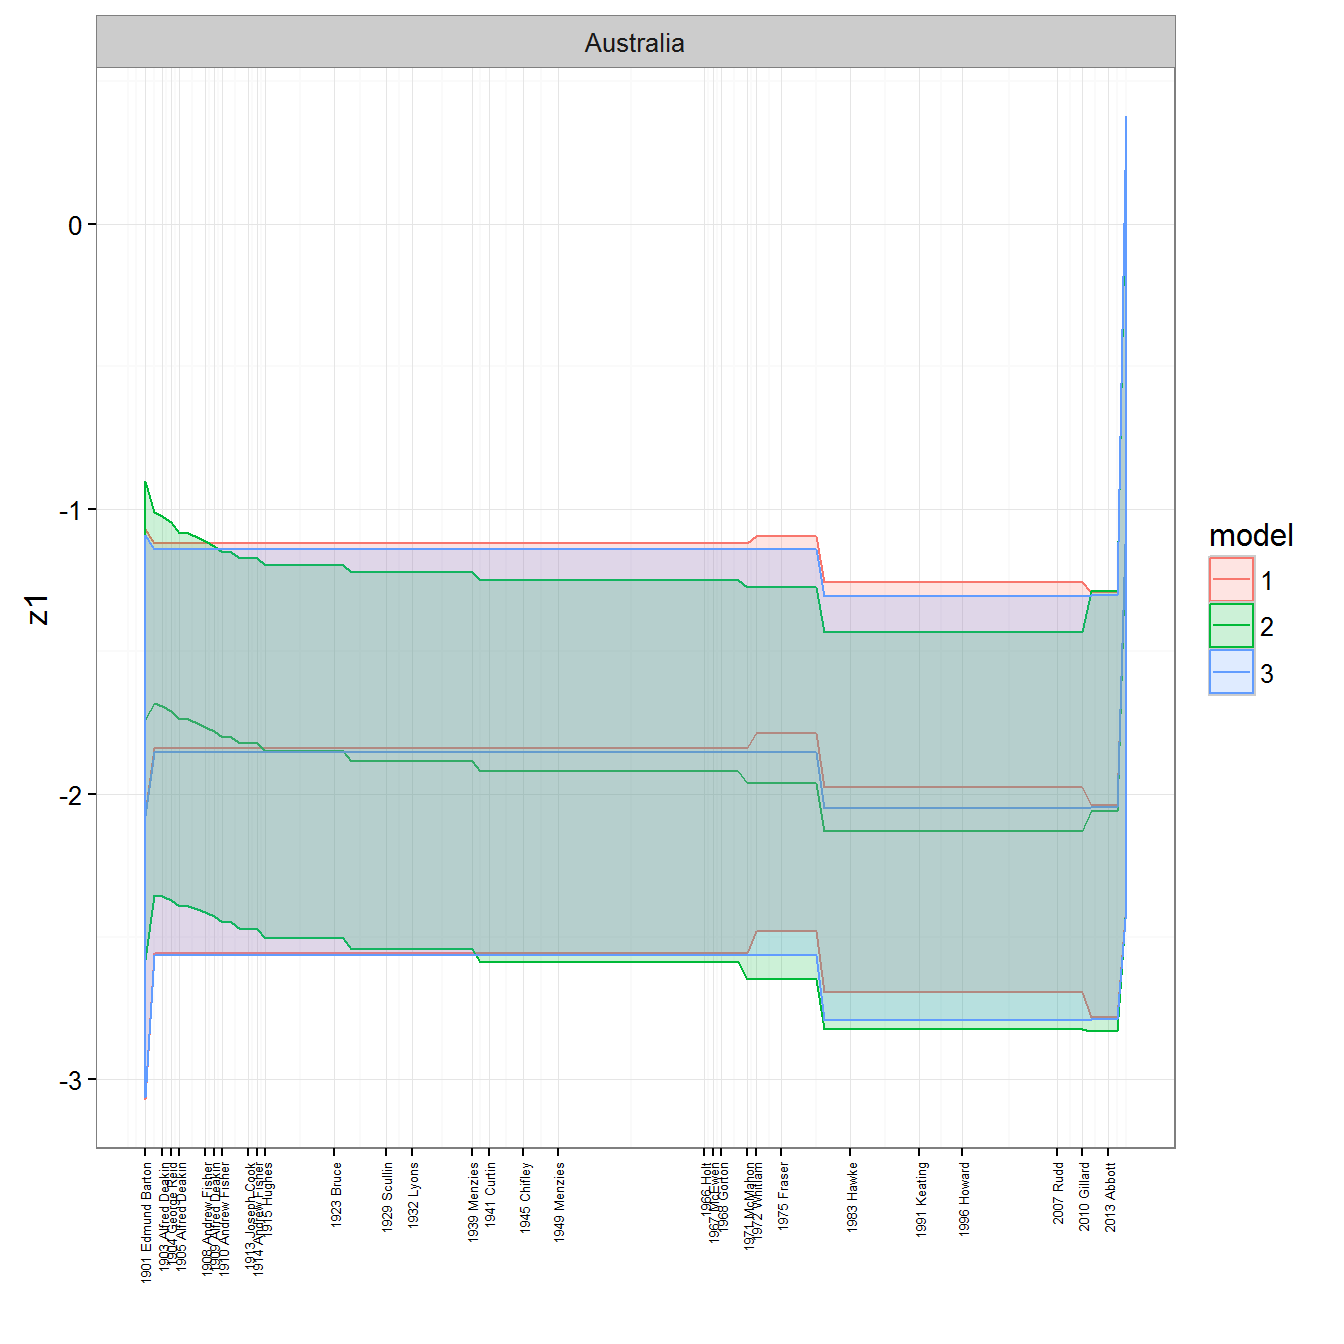 Australia
0
-1
-2
-3
z1
model
1
2
3
1901 Edmund Barton
1903 Alfred Deakin
1904 George Reid
1905 Alfred Deakin
1908 Andrew Fisher
1909 Alfred Deakin
1910 Andrew Fisher
1913 Joseph Cook
1914 Andrew Fisher
1915 Hughes
1923 Bruce
1929 Scullin
1932 Lyons
1939 Menzies
1941 Curtin
1945 Chifley
1949 Menzies
1966 Holt
1967 McEwen
1968 Gorton
1971 McMahon
1972 Whitlam
1975 Fraser
1983 Hawke
1991 Keating
1996 Howard
2007 Rudd
2010 Gillard
2013 Abbott